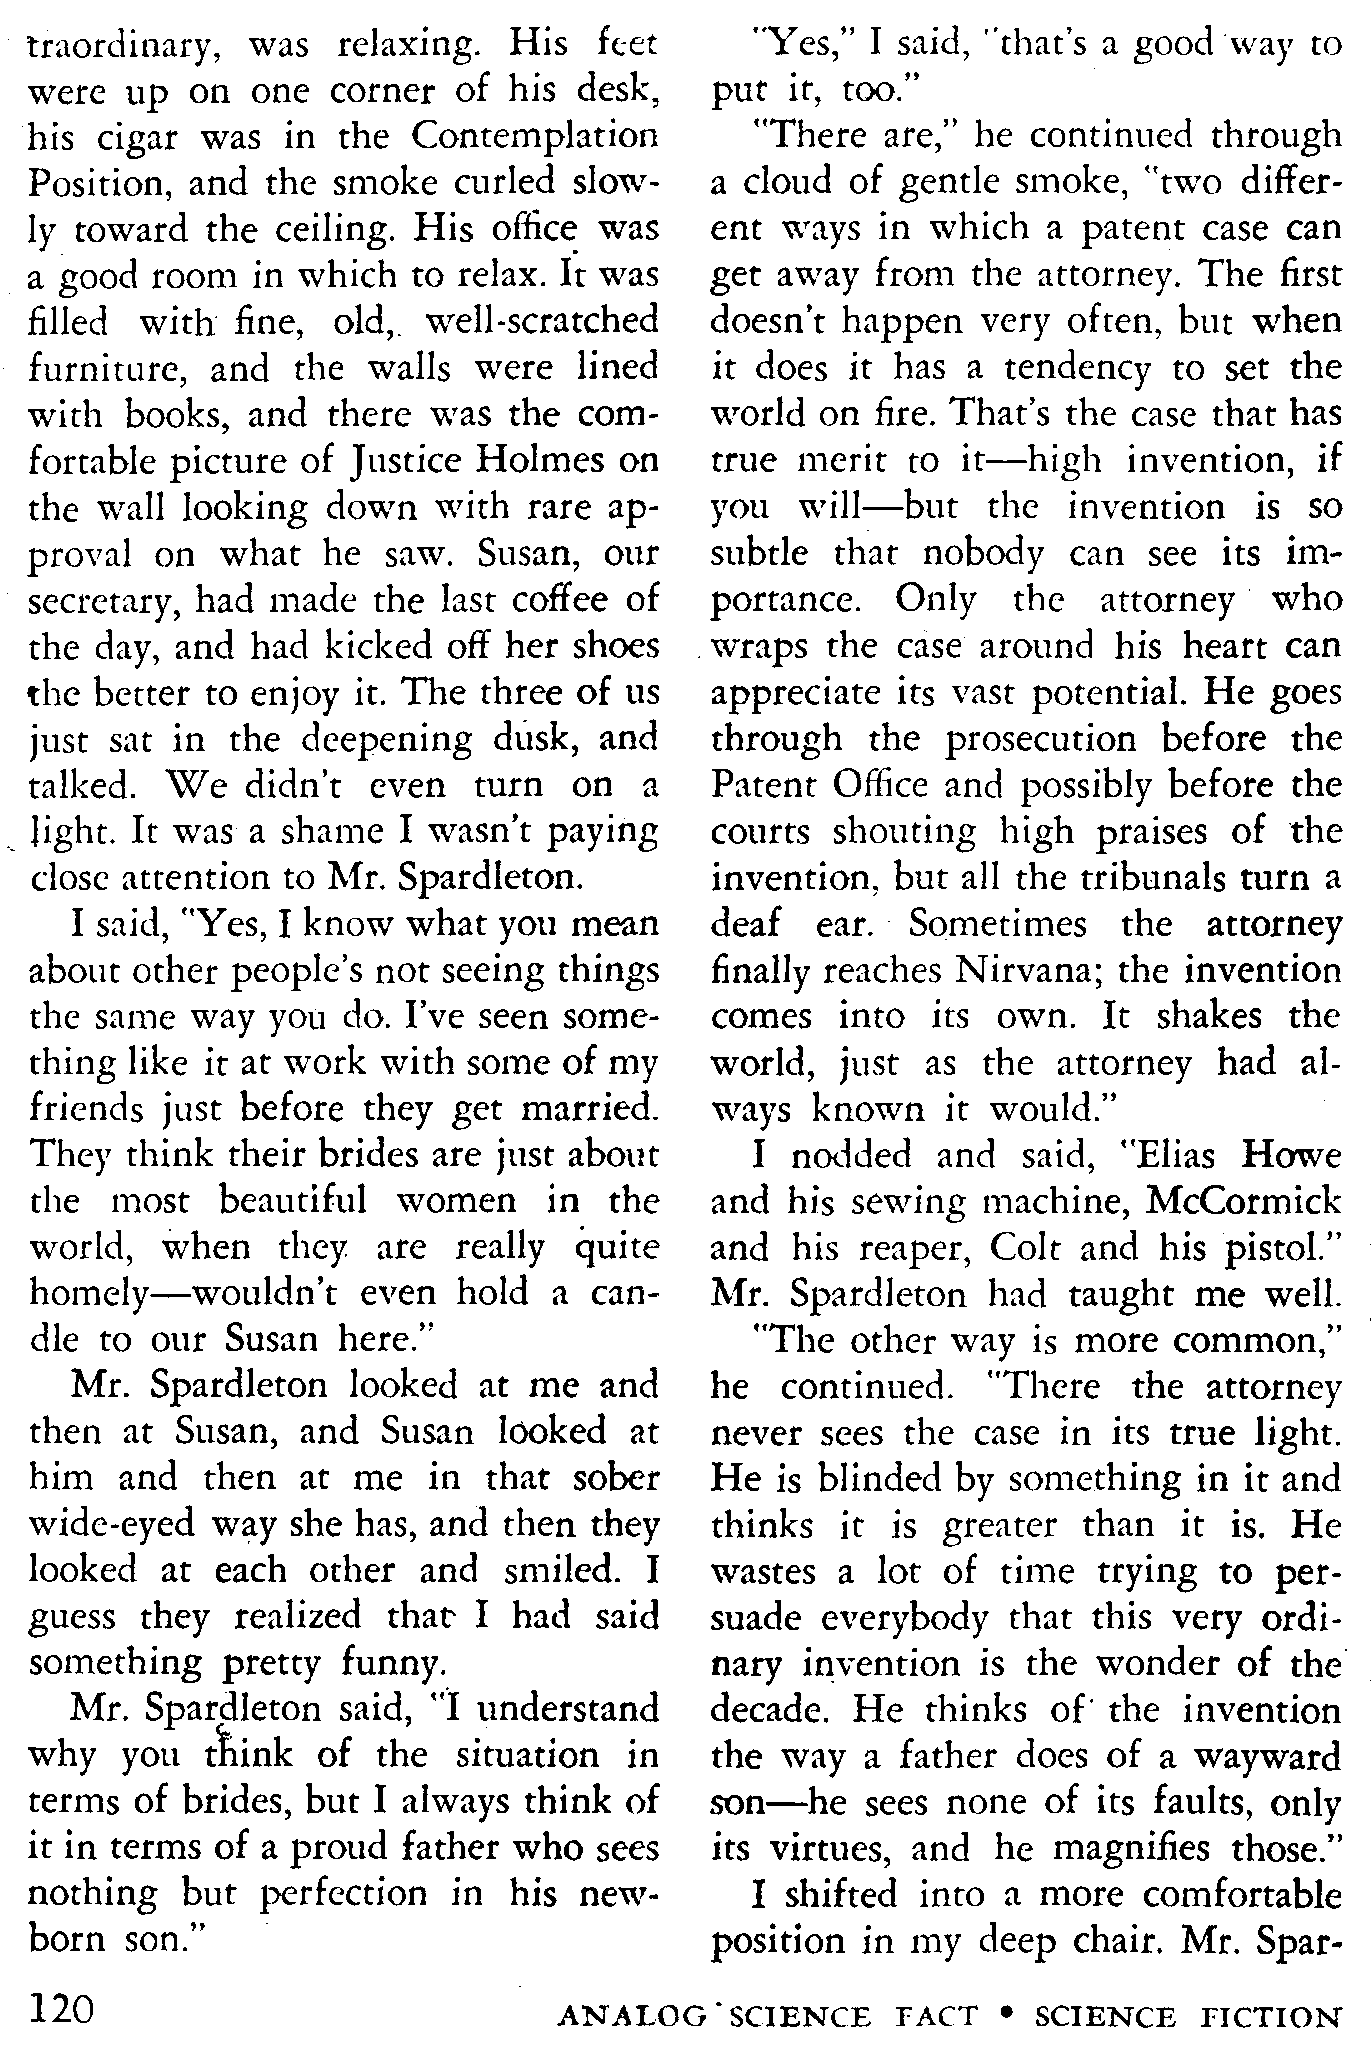 traordinary, was relaxing. His feet
were up on one corner of his desk,
his cigar was in the Contemplation
Position, and the smoke curled slow-
ly toward the ceiling. His office was
a good room in which to relax. It was
filled with fine, old, well-scratched
furniture, and the walls were lined
with books, and there was the com-
fortable picture of Justice Holmes on
the wall looking down with rare ap-
proval on what he saw. Susan, our
secretary, had made the last coffee of
the day, and had kicked off her shoes
the better to enjoy it. The three of us
just sat in the deepening dusk, and
talked. We didn't even turn on a
light. It was a shame I wasn't paying
close attention to Mr. Spardleton.
I said, "Yes, I know what you mean
about other people's not seeing things
the same way you do. I've seen some-
thing like it at work with some of my
friends just before they get married.
They think their brides are just about
the most beautiful women in the
world, when they are really quite
homely—wouldn't even hold a can-
dle to our Susan here."
Mr. Spardleton looked at me and
then at Susan, and Susan looked at
him and then at me in that sober
wide-eyed way she has, and then they
looked at each other and smiled. I
guess they realized that I had said
something pretty funny.
Mr. Spardleton said, "I understand
why you think of the situation in
terms of brides, but I always think of
it in terms of a proud father who sees
nothing but perfection in his new-
born son."
"Yes," I said, "that's a good way to
put it, too."
"There are," he continued through
a cloud of gentle smoke, "two differ-
ent ways in which a patent case can
get away from the attorney. The first
doesn't happen very often, but when
it does it has a tendency to set the
world on fire. That's the case that has
true merit to it—high invention, if
you will—but the invention is so
subtle that nobody can see its im-
portance. Only the attorney who
wraps the case around his heart can
appreciate its vast potential. He goes
through the prosecution before the
Patent Office and possibly before the
courts shouting high praises of the
invention, but all the tribunals turn a
deaf ear. Sometimes the attorney
finally reaches Nirvana; the invention
comes into its own. It shakes the
world, just as the attorney had al-
ways known it would."
I nodded and said, "Elias Howe
and his sewing machine, McCormick
and his reaper, Colt and his pistol."
Mr. Spardleton had taught me well.
"The other way is more common,"
he continued. "There the attorney
never sees the case in its true light.
He is blinded by something in it and
thinks it is greater than it is. He
wastes a lot of time trying to per-
suade everybody that this very ordi-
nary invention is the wonder of the
decade. He thinks of the invention
the way a father does of a wayward
son—he sees none of its faults, only
its virtues, and he magnifies those."
I shifted into a more comfortable
position in my deep chair. Mr. Spar-
120
ANALOG SCIENCE FACT • SCIENCE FICTION